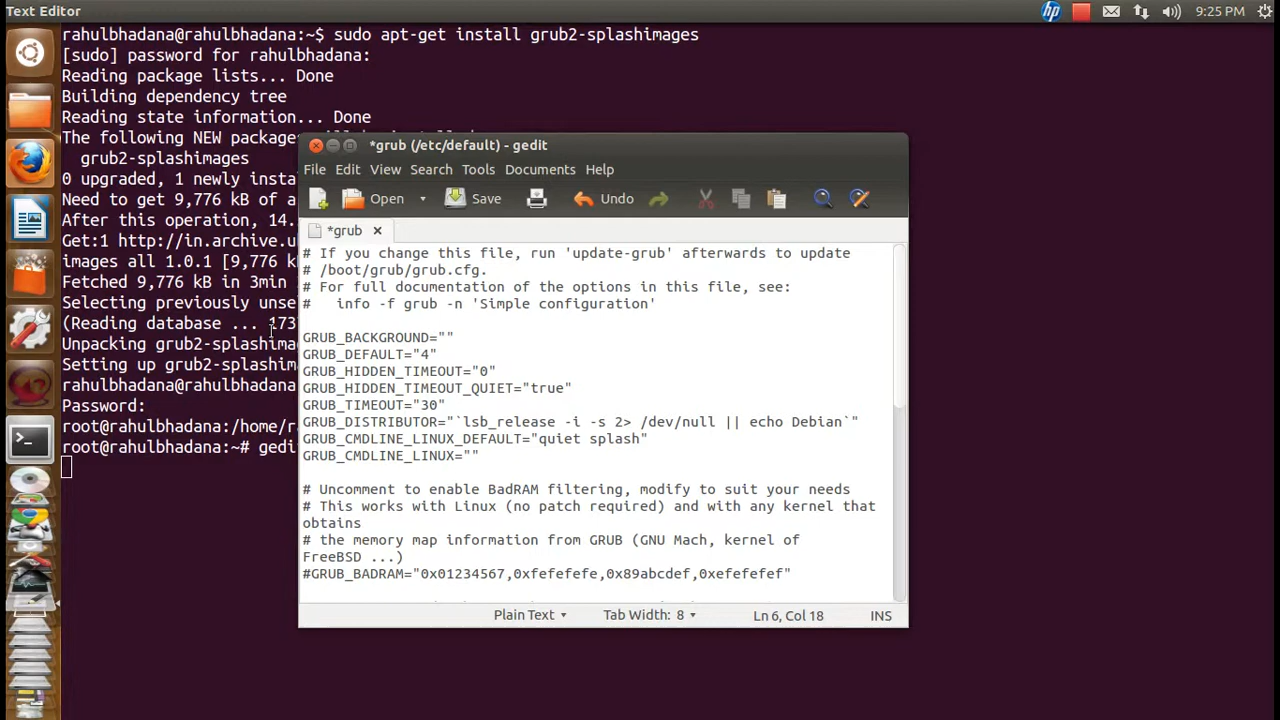 Text Editor
9:25 PM
rahulbhadana@rahulbhadana:~$ sudo apt-get install grub2-splashimages
[sudo] password for rahulbhadana:
Reading package lists... Done
Building dependency tree
Reading state information... Done
The following NEW packages
grub2-splashimages
0 upgraded, 1 newly insta
Need to get 9,776 kB of a
After this operation, 14.
Get:1 http://in.archive.u
images all 1.0.1 [9,776 k
Fetched 9,776 kB in 3min
Selecting previously unse
(Reading database ... 173
Unpacking grub2-splashima
Setting up grub2-splashim
rahulbhadana@rahulbhadana
Password:
root@rahulbhadana:/home/r
root@rahulbhadana:~# gedi
*grub (/etc/default) - gedit
File Edit View Search Tools Documents Help
Open Save Undo
*grub
# If you change this file, run 'update-grub' afterwards to update
# /boot/grub/grub.cfg.
# For full documentation of the options in this file, see:
#   info -f grub -n 'Simple configuration'
GRUB_BACKGROUND=""
GRUB_DEFAULT="4"
GRUB_HIDDEN_TIMEOUT="0"
GRUB_HIDDEN_TIMEOUT_QUIET="true"
GRUB_TIMEOUT="30"
GRUB_DISTRIBUTOR="`lsb_release -i -s 2> /dev/null || echo Debian`"
GRUB_CMDLINE_LINUX_DEFAULT="quiet splash"
GRUB_CMDLINE_LINUX=""
# Uncomment to enable BadRAM filtering, modify to suit your needs
# This works with Linux (no patch required) and with any kernel that
obtains
# the memory map information from GRUB (GNU Mach, kernel of
FreeBSD ...)
#GRUB_BADRAM="0x01234567,0xfefefefe,0x89abcdef,0xefefefef"
Plain Text Tab Width: 8 Ln 6, Col 18 INS